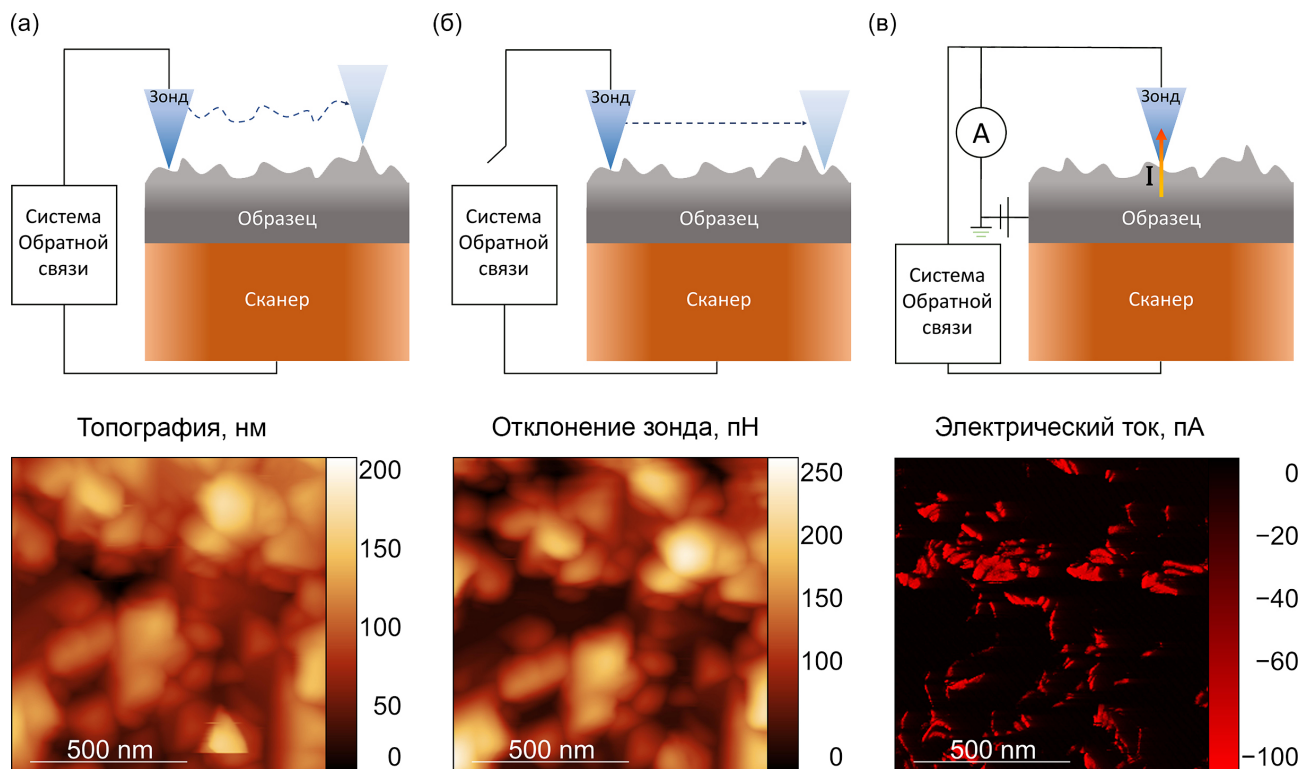 (а)
Зонд
Система
Обратной
связи
Образец
Сканер
(б)
Зонд
Система
Обратной
связи
Образец
Сканер
(в)
A
Зонд
I
Образец
Система
Обратной
связи
Сканер
Топография, нм
200
150
100
50
0
500 nm
Отклонение зонда, пН
250
200
150
100
0
500 nm
Электрический ток, пА
0
−20
−40
−60
−100
500 nm